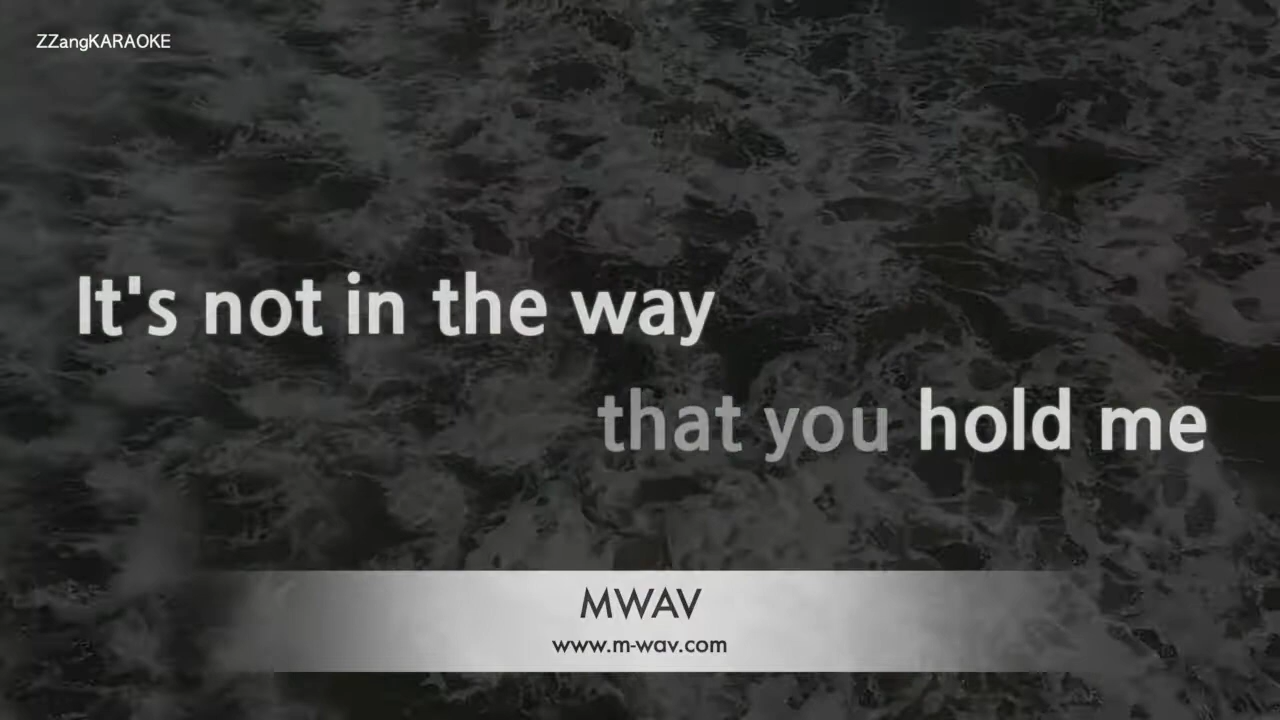 ZZangKARAOKE
It's not in the way
that you hold me
MWAV
www.m-wav.com